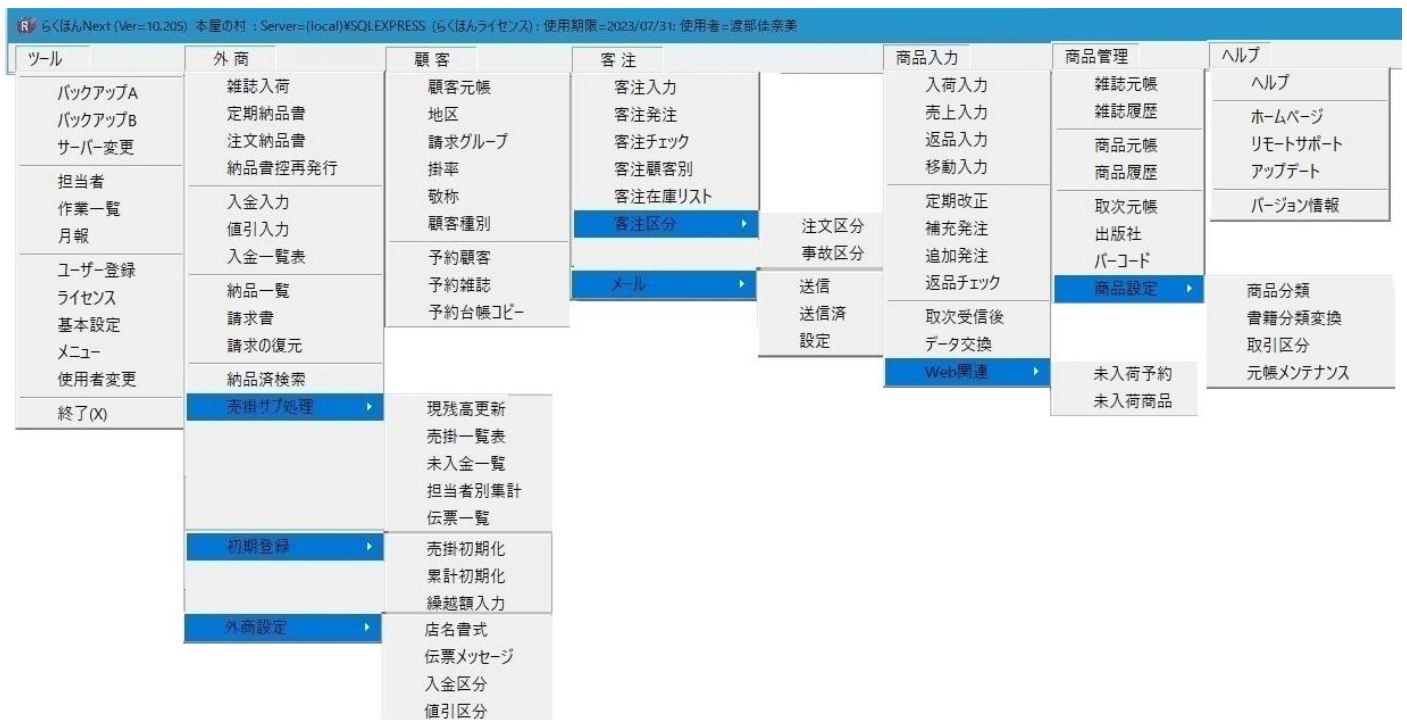 らくほんNext (Ver=10.205) 本屋の村 : Server=(local)¥SQLEXPRESS (らくほんライセンス) : 使用期限=2023/07/31: 使用者=渡部佳奈美
ツール
バックアップA
バックアップB
サーバー変更
担当者
作業一覧
月報
ユーザー登録
ライセンス
基本設定
メニュー
使用者変更
終了(X)
外商
雑誌入荷
定期納品書
注文納品書
納品書控再発行
入金入力
値引入力
入金一覧表
納品一覧
請求書
請求の復元
納品済検索
売掛サブ処理
現残高更新
売掛一覧表
未入金一覧
担当者別集計
伝票一覧
初期登録
売掛初期化
累計初期化
繰越額入力
外商設定
店名書式
伝票メッセージ
入金区分
値引区分
顧客
顧客元帳
地区
請求グループ
掛率
敬称
顧客種別
予約顧客
予約雑誌
予約台帳コピー
客注
客注入力
客注発注
客注チェック
客注顧客別
客注在庫リスト
客注区分
注文区分
事故区分
メール
送信
送信済
設定
商品入力
入荷入力
売上入力
返品入力
移動入力
定期改正
補充発注
追加発注
返品チェック
取次受信後
データ交換
Web関連
未入荷予約
未入荷商品
商品管理
雑誌元帳
雑誌履歴
商品元帳
商品履歴
取次元帳
出版社
バーコード
商品設定
商品分類
書籍分類変換
取引区分
元帳メンテナンス
ヘルプ
ヘルプ
ホームページ
リモートサポート
アップデート
バージョン情報